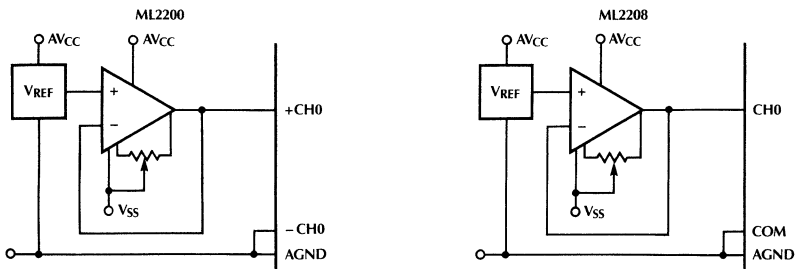 ML2200
AVCC
AVCC
VREF
+
−
+CH0
VSS
−CH0
AGND
ML2208
AVCC
AVCC
VREF
+
−
CH0
VSS
COM
AGND